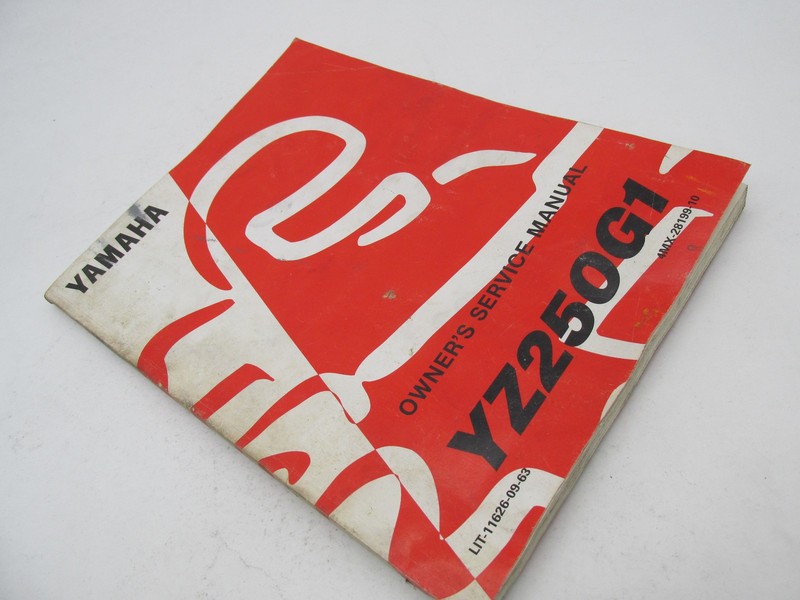 YAMAHA
OWNER'S SERVICE MANUAL
YZ250G1
4MX-28199-10
LIT-11626-09-63